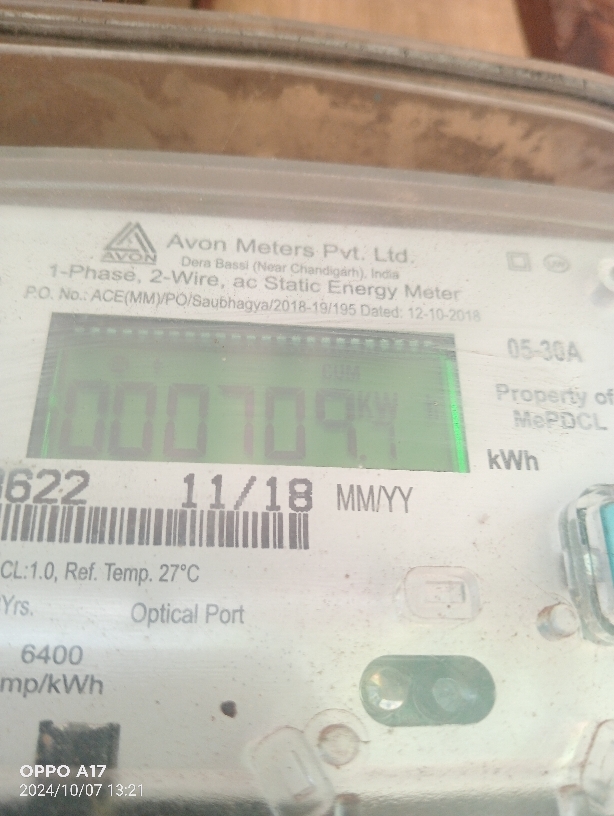 AVON
Avon Meters Pvt. Ltd.
Dera Bassi (Near Chandigarh), India
1-Phase, 2-Wire, ac Static Energy Meter
P.O. No.: ACE(MM)/PO/Saubhagya/2018-19/195 Dated: 12-10-2018
05-30A
CUM
000709
KW
Property of
MePDCL
kWh
622 11/18 MM/YY
CL:1.0, Ref. Temp. 27°C
Yrs. Optical Port
6400
mp/kWh
OPPO A17
2024/10/07 13:21